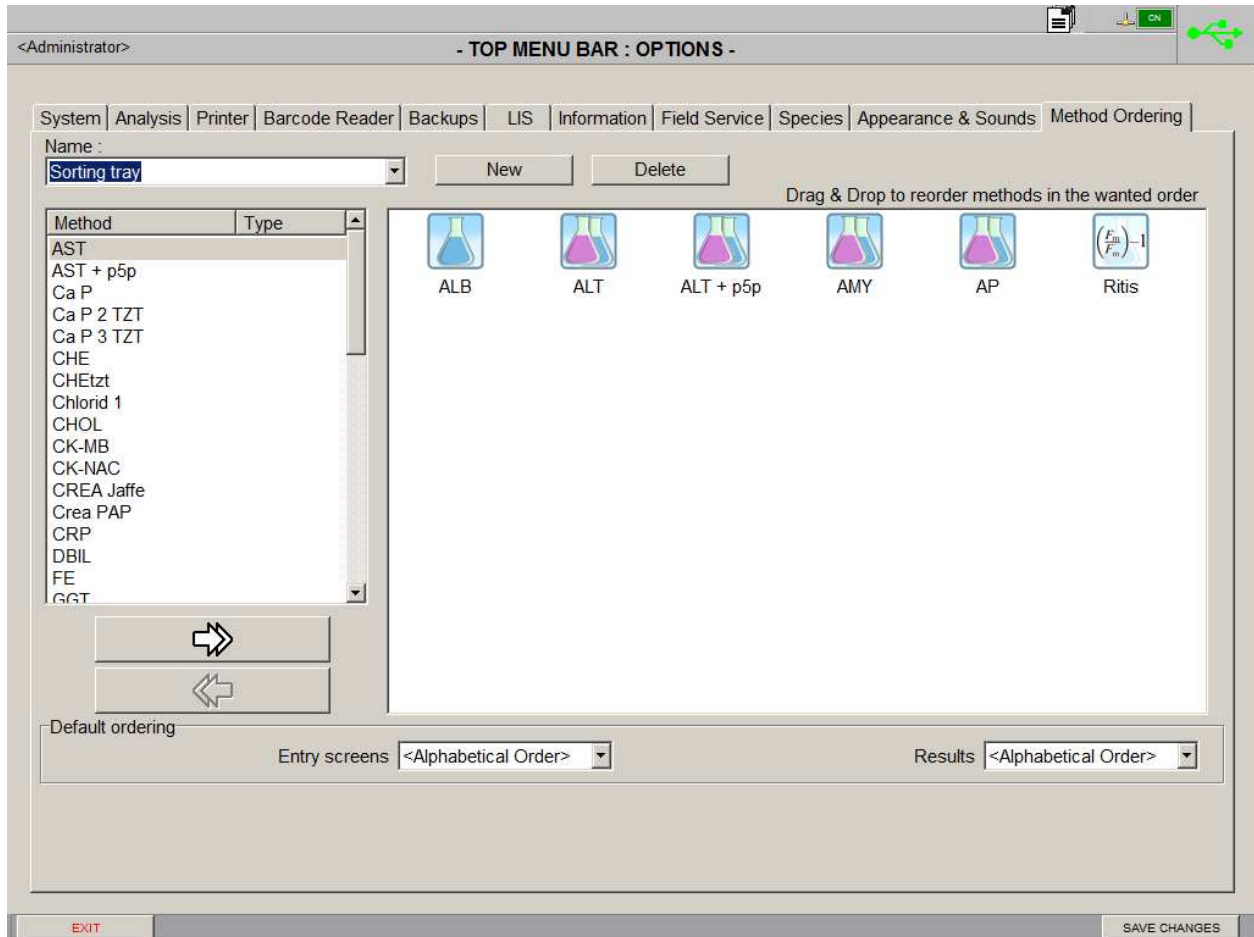 ON
<Administrator>
- TOP MENU BAR : OPTIONS -
System Analysis Printer Barcode Reader Backups LIS Information Field Service Species Appearance & Sounds Method Ordering
Name :
Sorting tray New Delete
Drag & Drop to reorder methods in the wanted order
Method Type
AST
AST + p5p
Ca P
Ca P 2 TZT
Ca P 3 TZT
CHE
CHEtzt
Chlorid 1
CHOL
CK-MB
CK-NAC
CREA Jaffe
Crea PAP
CRP
DBIL
FE
GGT
ALB ALT ALT + p5p AMY AP Ritis
Default ordering
Entry screens <Alphabetical Order> Results <Alphabetical Order>
EXIT SAVE CHANGES